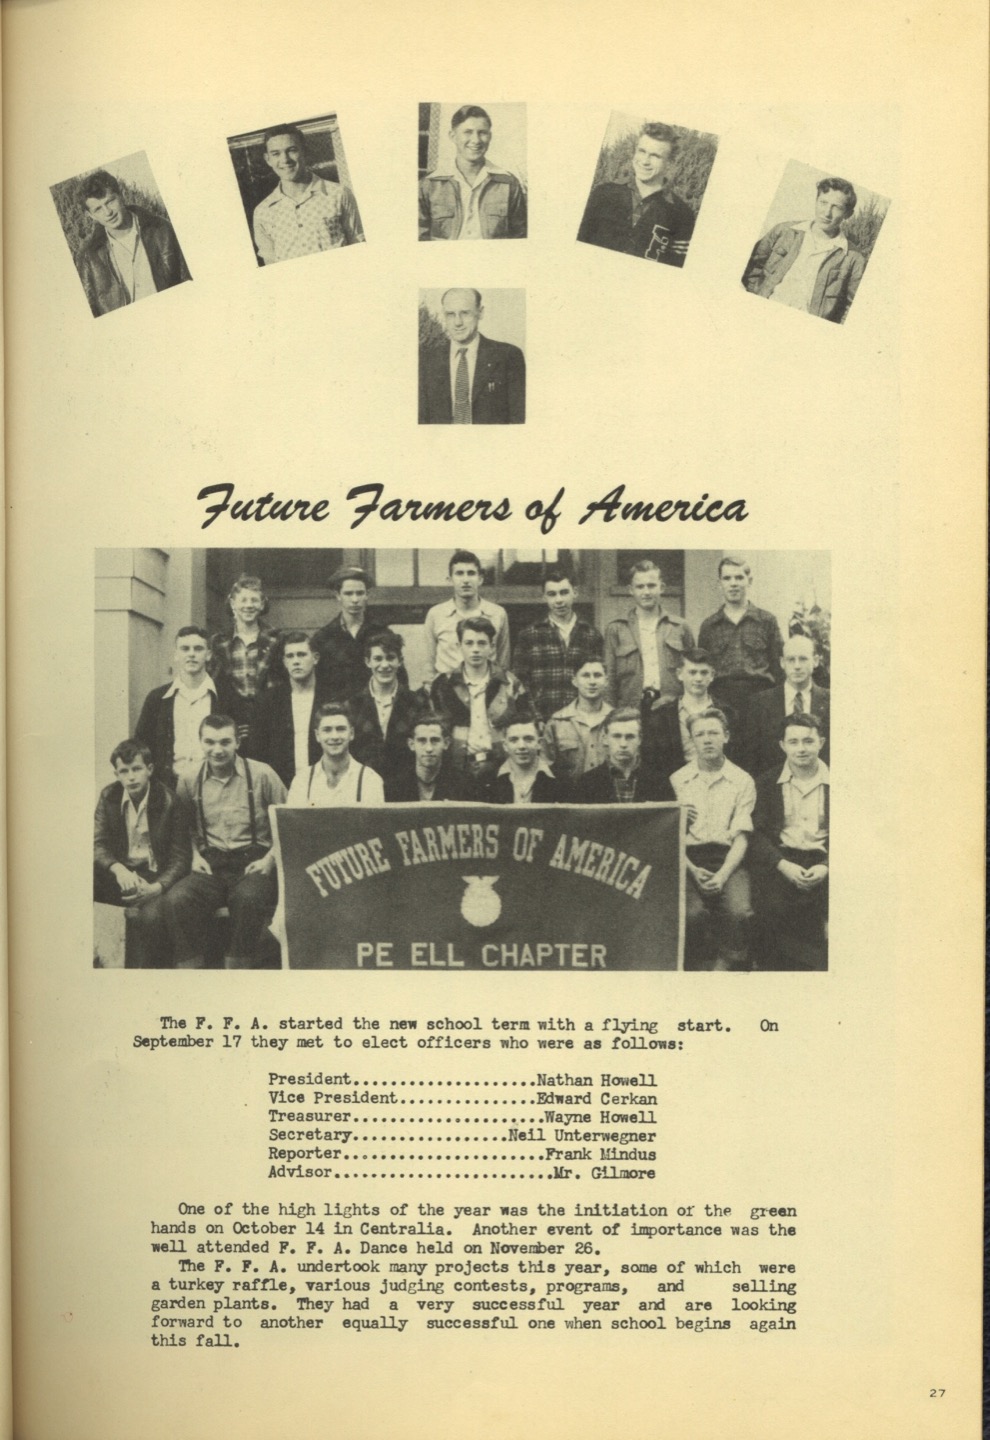 Future Farmers of America
FUTURE FARMERS OF AMERICA
PE ELL CHAPTER
The F. F. A. started the new school term with a flying start. On
September 17 they met to elect officers who were as follows:
President....................Nathan Howell
Vice President...............Edward Cerkan
Treasurer.....................Wayne Howell
Secretary.................Neil Unterwegner
Reporter......................Frank Mindus
Advisor........................Mr. Gilmore
One of the high lights of the year was the initiation of the green
hands on October 14 in Centralia. Another event of importance was the
well attended F. F. A. Dance held on November 26.
The F. F. A. undertook many projects this year, some of which were
a turkey raffle, various judging contests, programs, and selling
garden plants. They had a very successful year and are looking
forward to another equally successful one when school begins again
this fall.
27